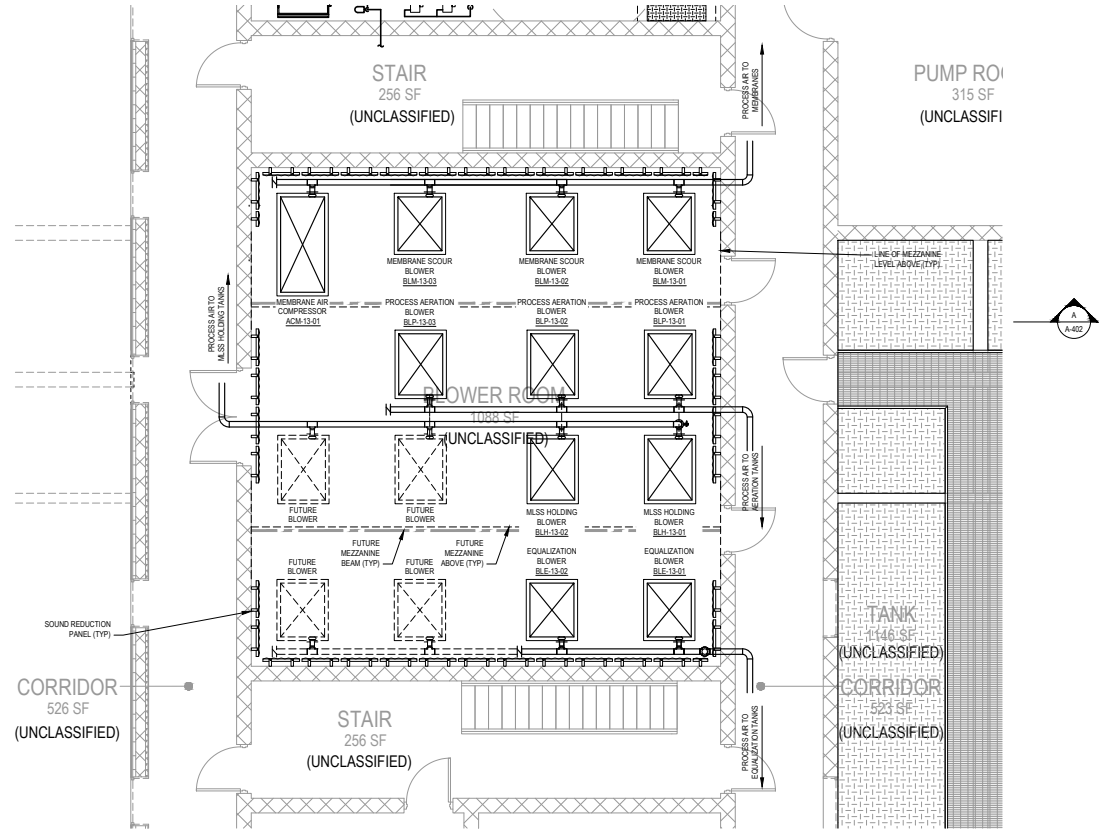 STAIR
256 SF
(UNCLASSIFIED)
PROCESS AIR TO
MEMBRANES
PUMP ROO
315 SF
(UNCLASSIFI
MEMBRANE SCOUR
BLOWER
BLM-13-03
MEMBRANE SCOUR
BLOWER
BLM-13-02
MEMBRANE SCOUR
BLOWER
BLM-13-01
LINE OF MEZZANINE
LEVEL ABOVE (TYP)
MEMBRANE AIR
COMPRESSOR
ACM-13-01
PROCESS AERATION
BLOWER
BLP-13-03
PROCESS AERATION
BLOWER
BLP-13-02
PROCESS AERATION
BLOWER
BLP-13-01
PROCESS AIR TO
MLSS HOLDING TANKS
A
A-402
BLOWER ROOM
1088 SF
(UNCLASSIFIED)
PROCESS AIR TO
AERATION TANKS
FUTURE
BLOWER
FUTURE
BLOWER
MLSS HOLDING
BLOWER
BLH-13-02
MLSS HOLDING
BLOWER
BLH-13-01
FUTURE
MEZZANINE
BEAM (TYP)
FUTURE
MEZZANINE
ABOVE (TYP)
FUTURE
BLOWER
FUTURE
BLOWER
EQUALIZATION
BLOWER
BLE-13-02
EQUALIZATION
BLOWER
BLE-13-01
SOUND REDUCTION
PANEL (TYP)
TANK
1146 SF
(UNCLASSIFIED)
CORRIDOR
526 SF
(UNCLASSIFIED)
CORRIDOR
523 SF
(UNCLASSIFIED)
STAIR
256 SF
(UNCLASSIFIED)
PROCESS AIR TO
EQUALIZATION TANKS